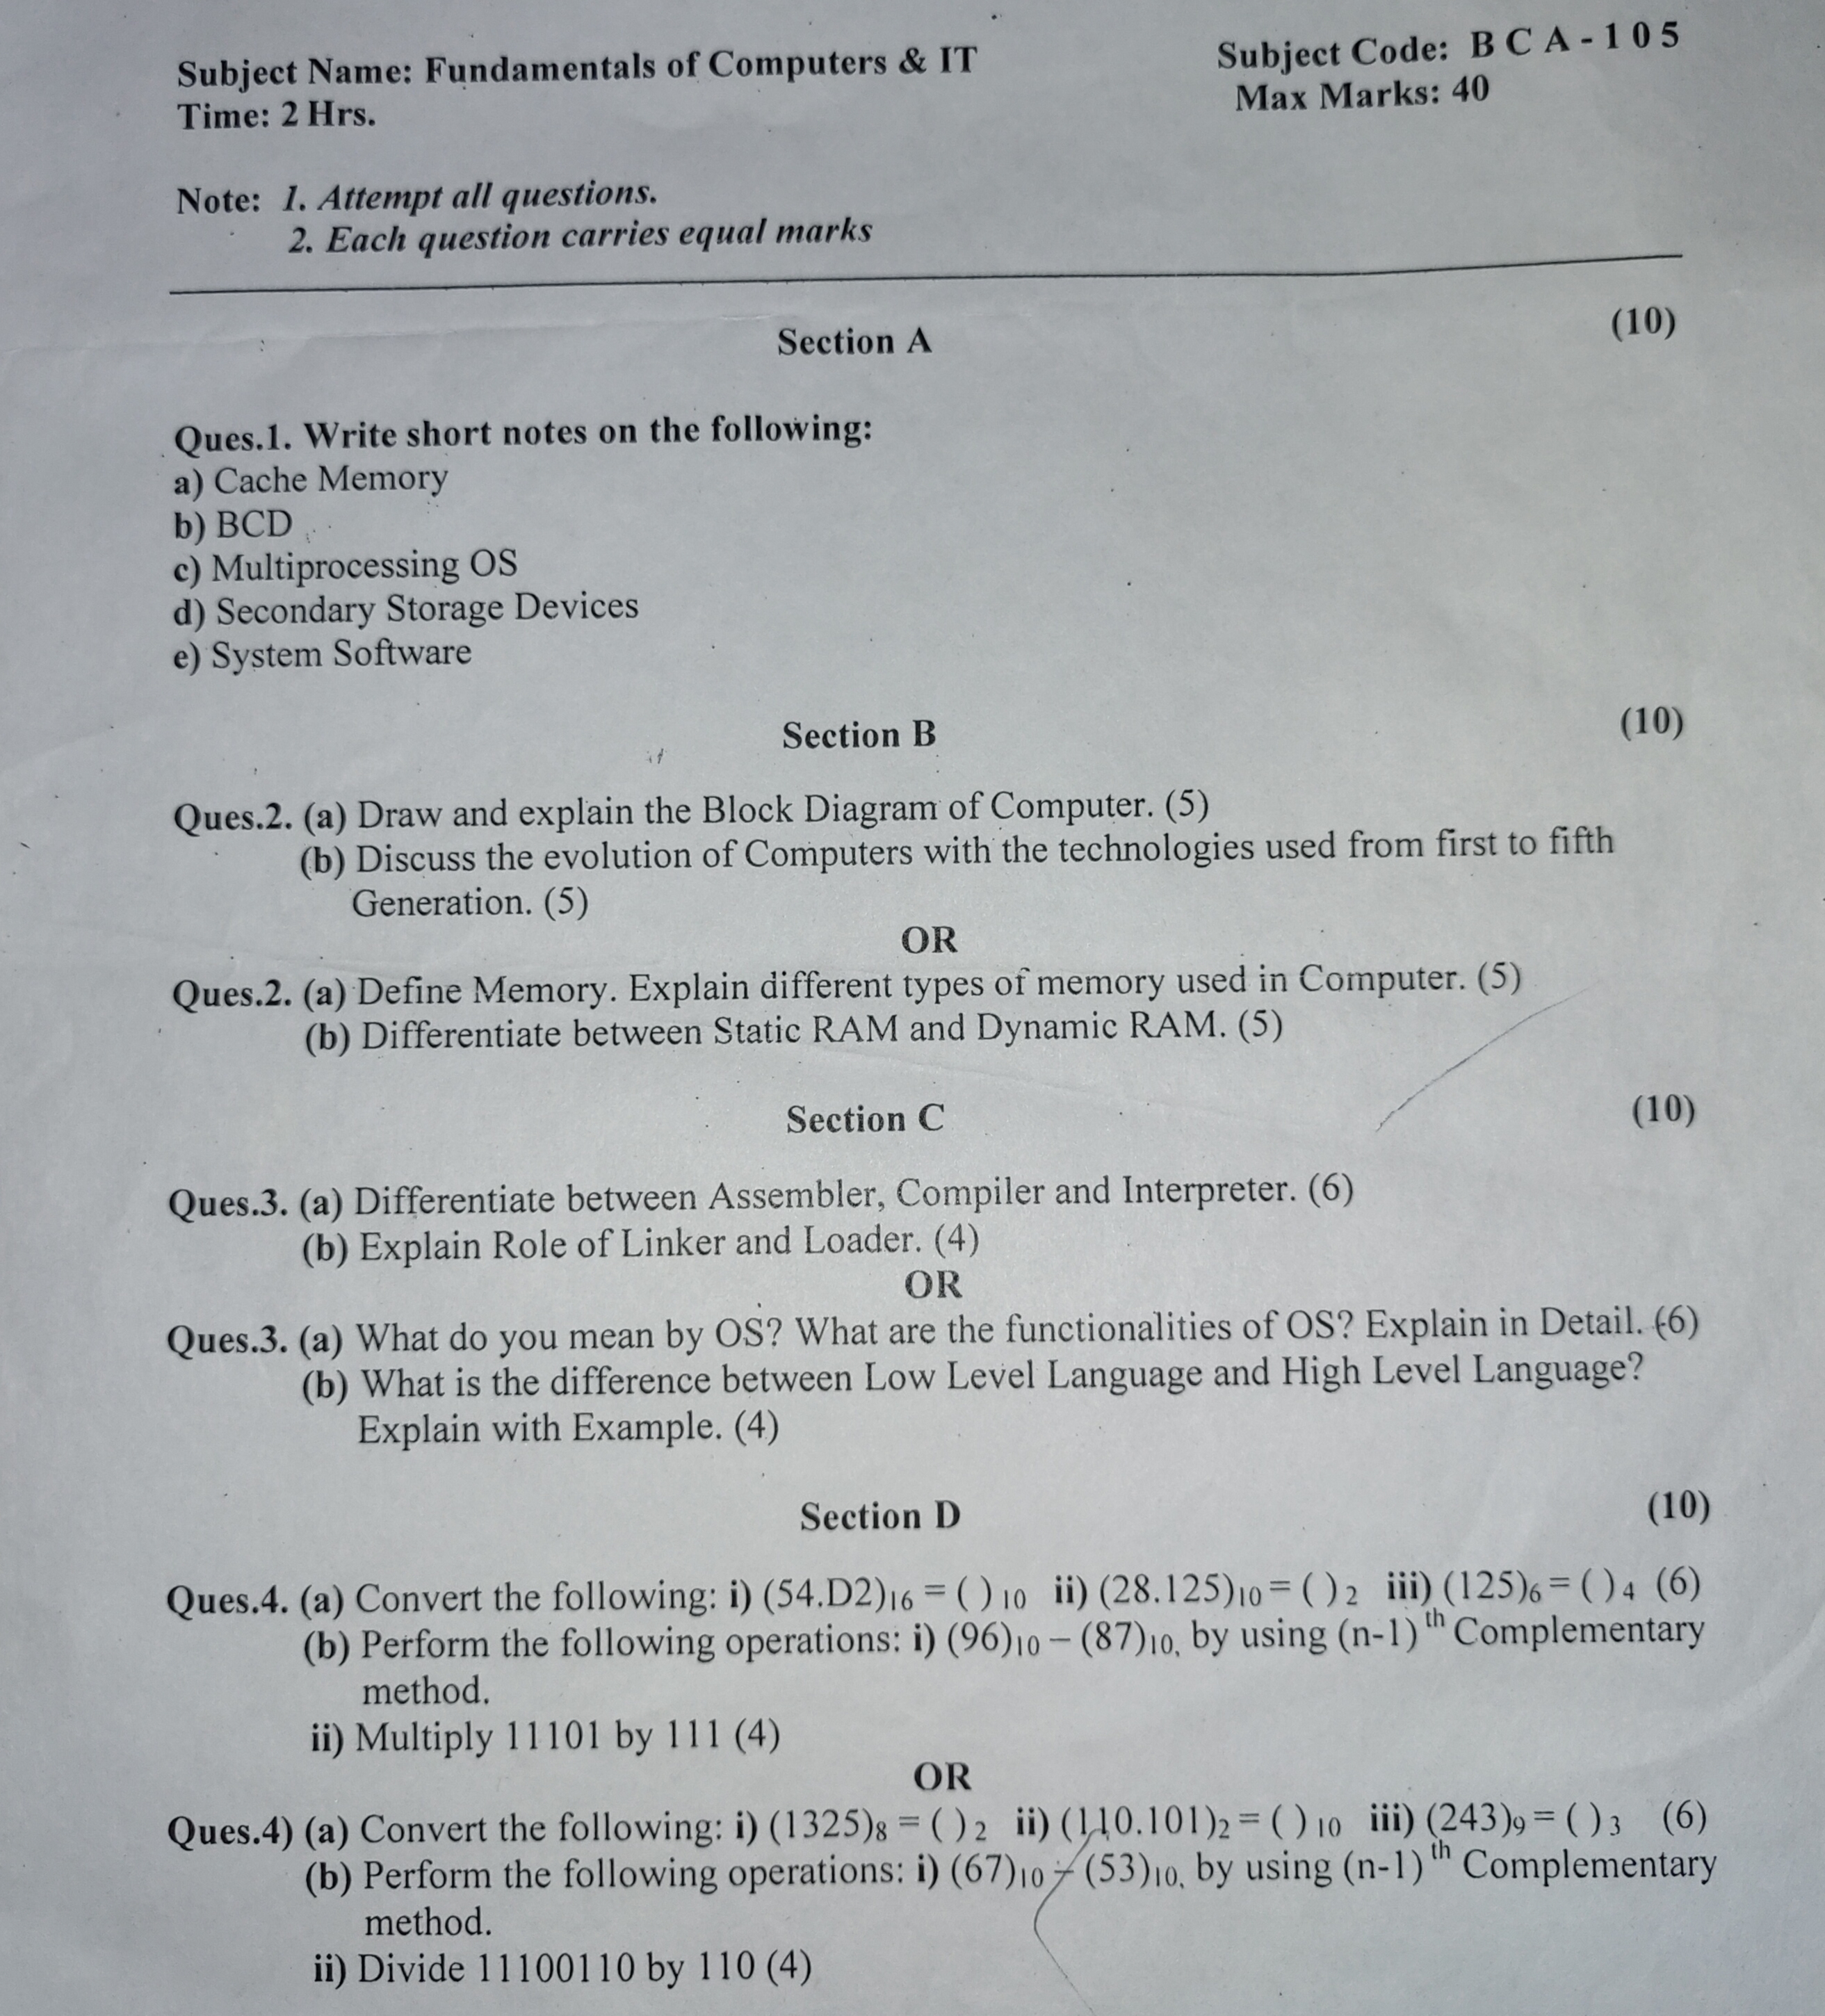 Subject Name: Fundamentals of Computers & IT
Subject Code: B C A - 1 0 5
Time: 2 Hrs.
Max Marks: 40
Note: 1. Attempt all questions.
2. Each question carries equal marks
Section A (10)
Ques.1. Write short notes on the following:
a) Cache Memory
b) BCD
c) Multiprocessing OS
d) Secondary Storage Devices
e) System Software
Section B (10)
Ques.2. (a) Draw and explain the Block Diagram of Computer. (5)
(b) Discuss the evolution of Computers with the technologies used from first to fifth
Generation. (5)
OR
Ques.2. (a) Define Memory. Explain different types of memory used in Computer. (5)
(b) Differentiate between Static RAM and Dynamic RAM. (5)
Section C (10)
Ques.3. (a) Differentiate between Assembler, Compiler and Interpreter. (6)
(b) Explain Role of Linker and Loader. (4)
OR
Ques.3. (a) What do you mean by OS? What are the functionalities of OS? Explain in Detail. (6)
(b) What is the difference between Low Level Language and High Level Language?
Explain with Example. (4)
Section D (10)
Ques.4. (a) Convert the following: i) (54.D2)₁₆ = ( ) ₁₀ ii) (28.125)₁₀ = ( ) ₂ iii) (125)₆ = ( ) ₄ (6)
(b) Perform the following operations: i) (96)₁₀ – (87)₁₀, by using (n-1) th Complementary
method.
ii) Multiply 11101 by 111 (4)
OR
Ques.4) (a) Convert the following: i) (1325)₈ = ( ) ₂ ii) (110.101)₂ = ( ) ₁₀ iii) (243)₉ = ( ) ₃ (6)
(b) Perform the following operations: i) (67)₁₀ – (53)₁₀, by using (n-1) th Complementary
method.
ii) Divide 11100110 by 110 (4)